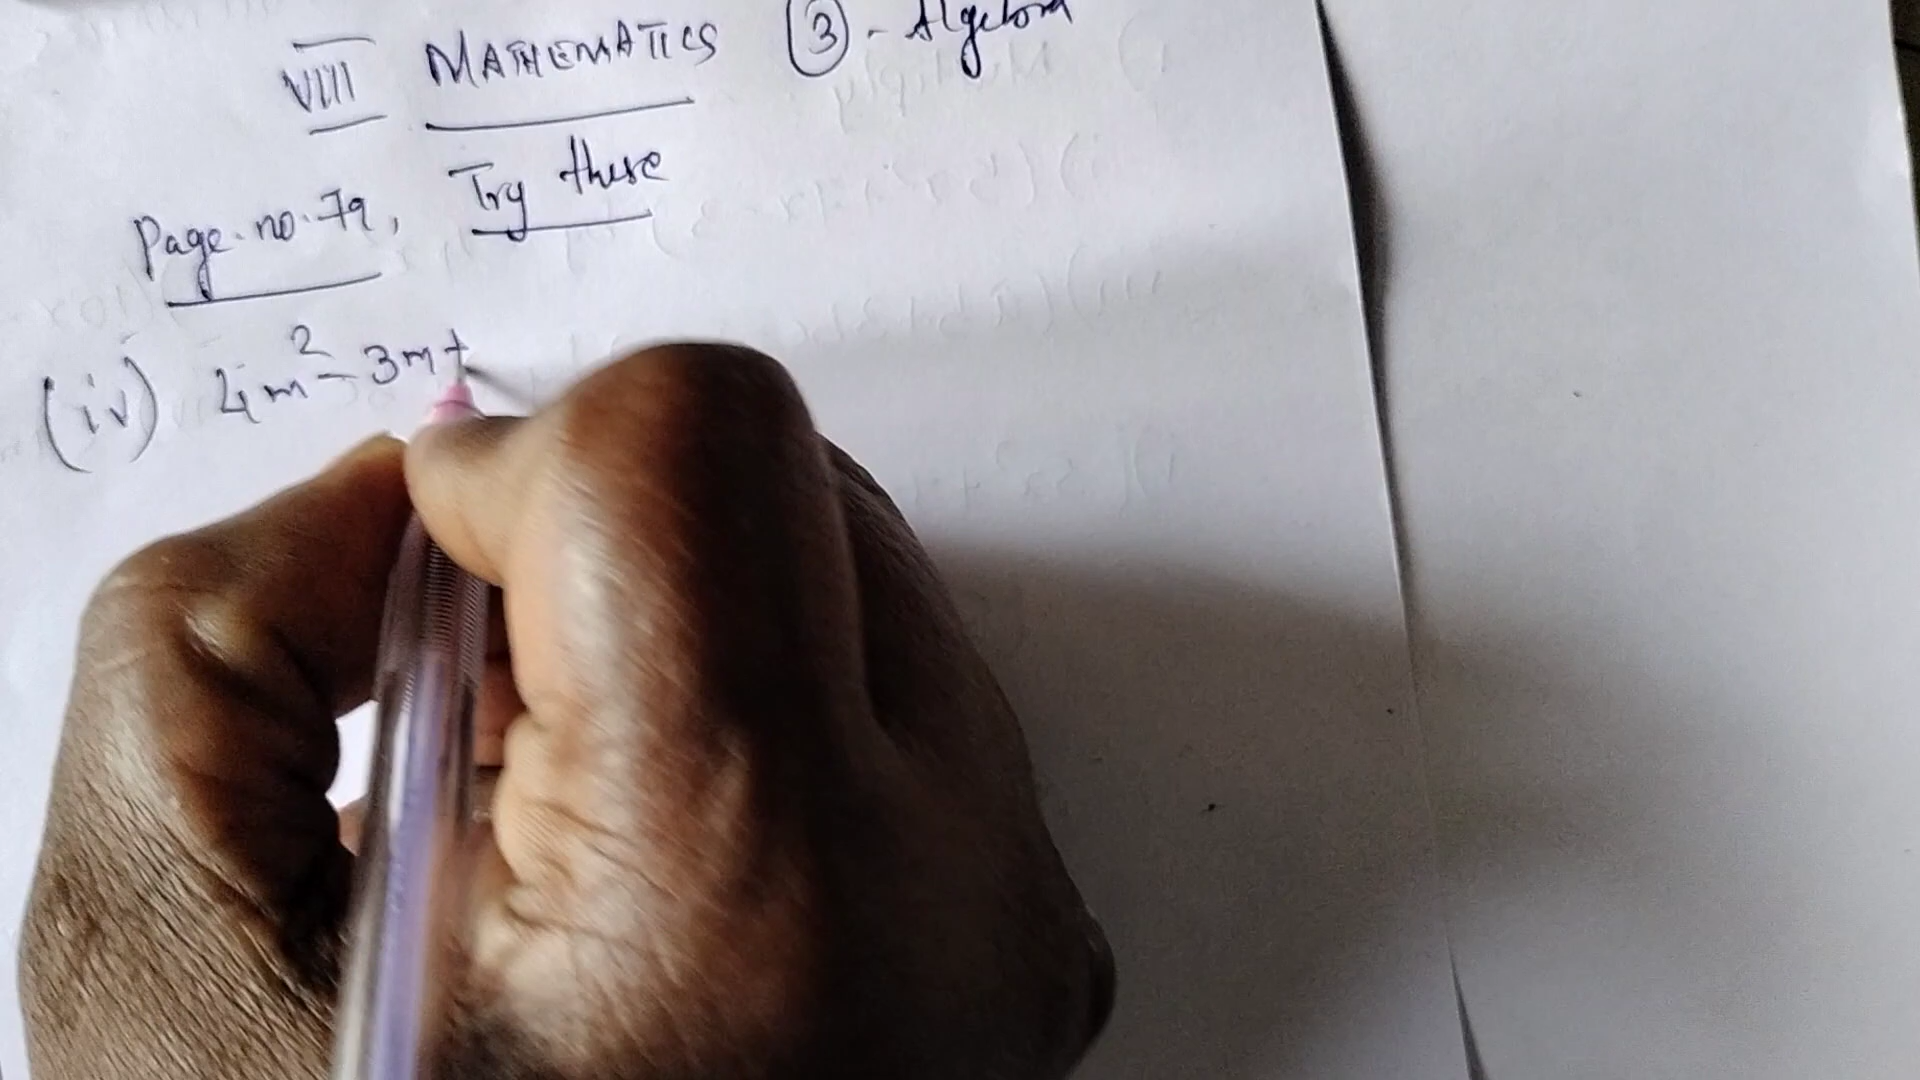 VIII MATHEMATICS ③ - Algebra
Page.no.79, Try these
(iv) 4m² - 3m +